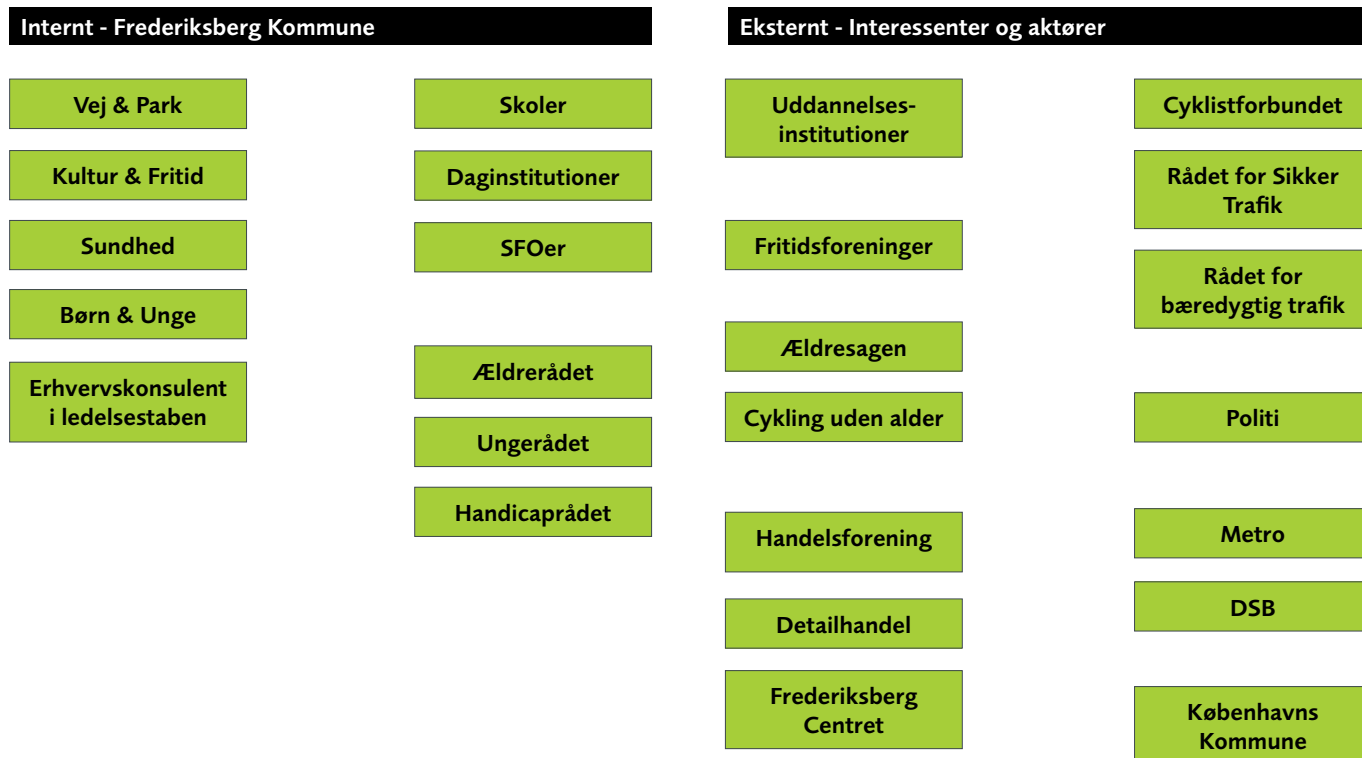 Internt - Frederiksberg Kommune
Vej & Park
Kultur & Fritid
Sundhed
Børn & Unge
Erhvervskonsulent
i ledelsestaben
Skoler
Daginstitutioner
SFOer
Ældrerådet
Ungerådet
Handicaprådet
Eksternt - Interessenter og aktører
Uddannelses-
institutioner
Fritidsforeninger
Ældresagen
Cykling uden alder
Handelsforening
Detailhandel
Frederiksberg
Centret
Cyklistforbundet
Rådet for Sikker
Trafik
Rådet for
bæredygtig trafik
Politi
Metro
DSB
Københavns
Kommune